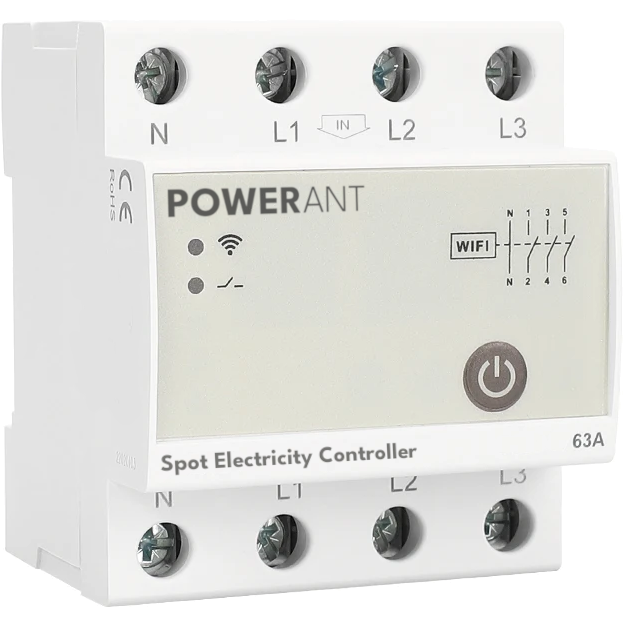 N L1 IN L2 L3
CE
RoHS
CE
POWERANT
N 1 3 5
WIFI
N 2 4 6
Spot Electricity Controller
63A
N L1 L2 L3